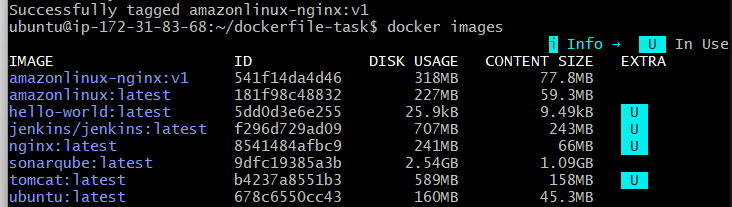 Successfully tagged amazonlinux-nginx:v1
ubuntu@ip-172-31-83-68:~/dockerfile-task$ docker images
i Info → U In Use
IMAGE ID DISK USAGE CONTENT SIZE EXTRA
amazonlinux-nginx:v1 541f14da4d46 318MB 77.8MB
amazonlinux:latest 181f98c48832 227MB 59.3MB
hello-world:latest 5dd0d3e6e255 25.9kB 9.49kB U
jenkins/jenkins:latest f296d729ad09 707MB 243MB U
nginx:latest 8541484afbc9 241MB 66MB U
sonarqube:latest 9dfc19385a3b 2.54GB 1.09GB
tomcat:latest b4237a8551b3 589MB 158MB U
ubuntu:latest 678c6550cc43 160MB 45.3MB